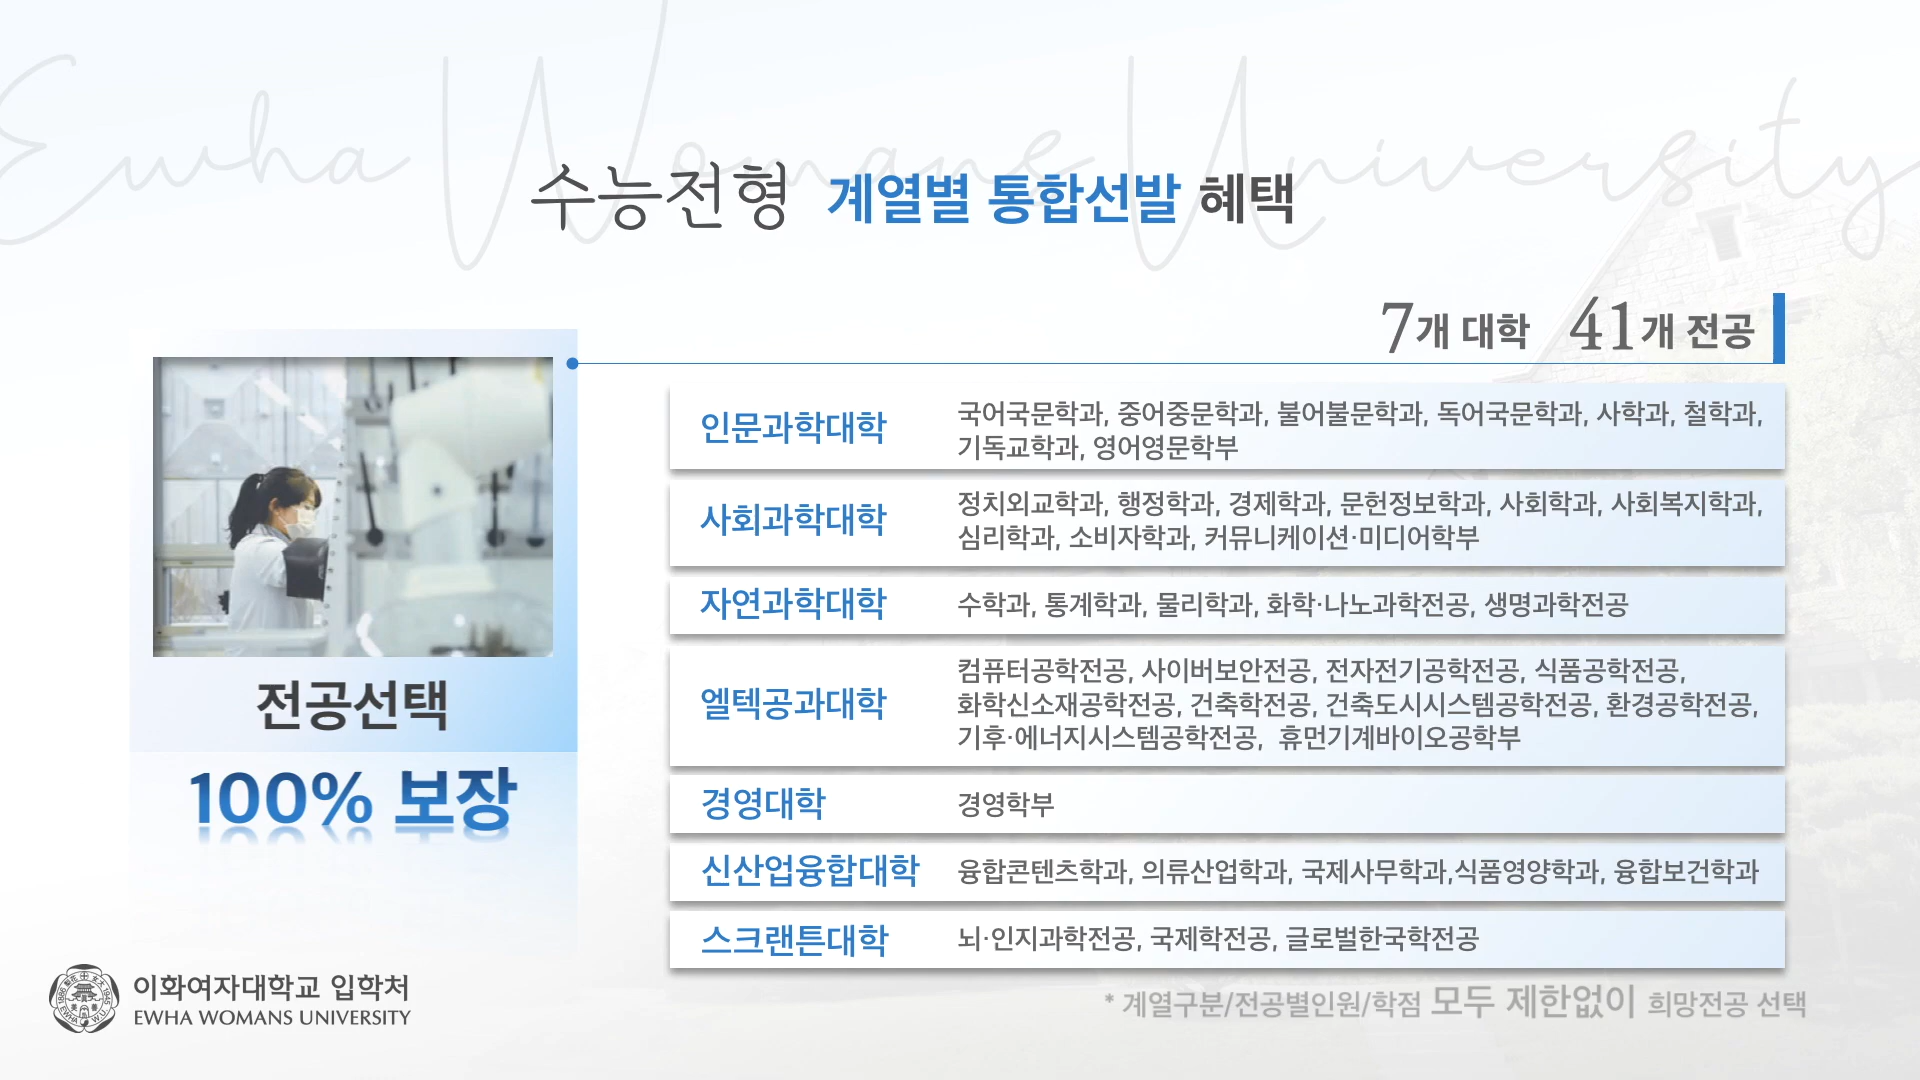 Ewha Womans University
수능전형 계열별 통합선발 혜택
7개 대학 41개 전공
전공선택
100% 보장
인문과학대학
국어국문학과, 중어중문학과, 불어불문학과, 독어국문학과, 사학과, 철학과,
기독교학과, 영어영문학부
사회과학대학
정치외교학과, 행정학과, 경제학과, 문헌정보학과, 사회학과, 사회복지학과,
심리학과, 소비자학과, 커뮤니케이션·미디어학부
자연과학대학
수학과, 통계학과, 물리학과, 화학·나노과학전공, 생명과학전공
엘텍공과대학
컴퓨터공학전공, 사이버보안전공, 전자전기공학전공, 식품공학전공,
화학신소재공학전공, 건축학전공, 건축도시시스템공학전공, 환경공학전공,
기후·에너지시스템공학전공, 휴먼기계바이오공학부
경영대학
경영학부
신산업융합대학
융합콘텐츠학과, 의류산업학과, 국제사무학과,식품영양학과, 융합보건학과
스크랜튼대학
뇌·인지과학전공, 국제학전공, 글로벌한국학전공
* 계열구분/전공별인원/학점 모두 제한없이 희망전공 선택
이화여자대학교 입학처
EWHA WOMANS UNIVERSITY